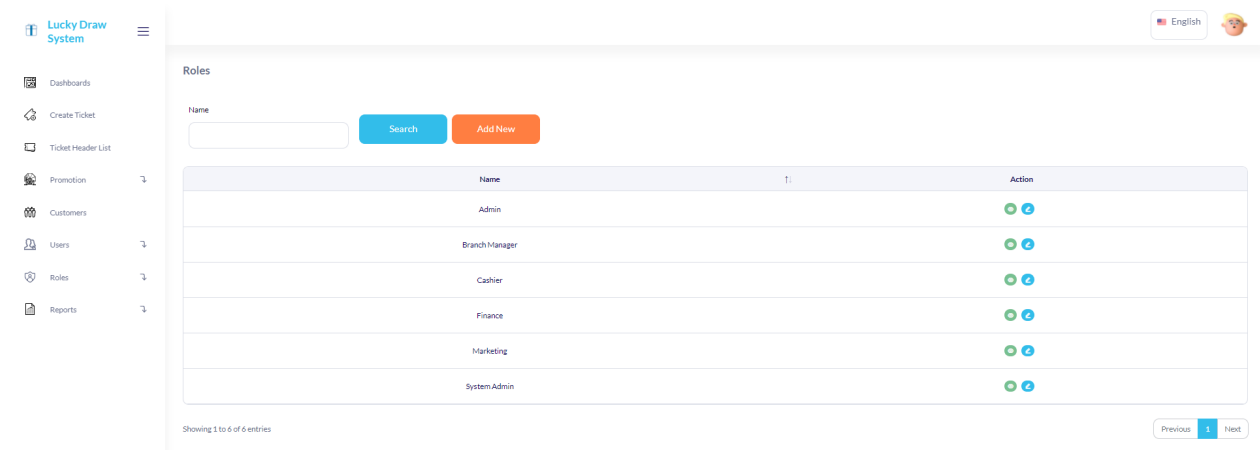 Lucky Draw
System
English
Dashboards
Create Ticket
Ticket Header List
Promotion
Customers
Users
Roles
Reports
Roles
Name
Search
Add New
Name
Action
Admin
Branch Manager
Cashier
Finance
Marketing
System Admin
Showing 1 to 6 of 6 entries
Previous 1 Next